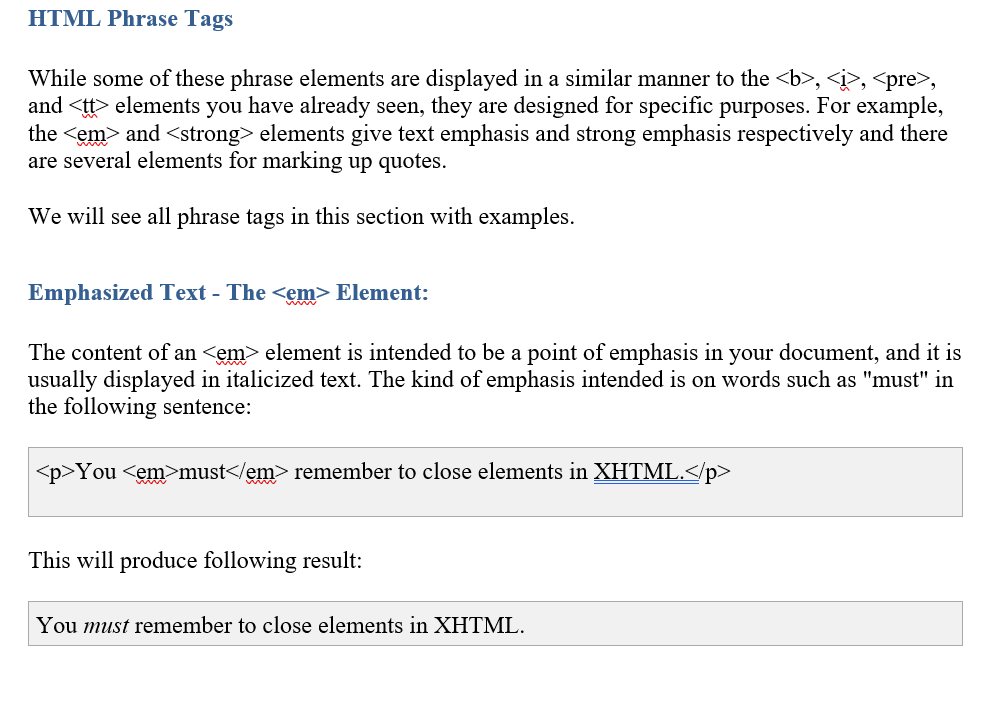 HTML Phrase Tags
While some of these phrase elements are displayed in a similar manner to the <b>, <i>, <pre>,
and <tt> elements you have already seen, they are designed for specific purposes. For example,
the <em> and <strong> elements give text emphasis and strong emphasis respectively and there
are several elements for marking up quotes.
We will see all phrase tags in this section with examples.
Emphasized Text - The <em> Element:
The content of an <em> element is intended to be a point of emphasis in your document, and it is
usually displayed in italicized text. The kind of emphasis intended is on words such as "must" in
the following sentence:
<p>You <em>must</em> remember to close elements in XHTML.</p>
This will produce following result:
You must remember to close elements in XHTML.